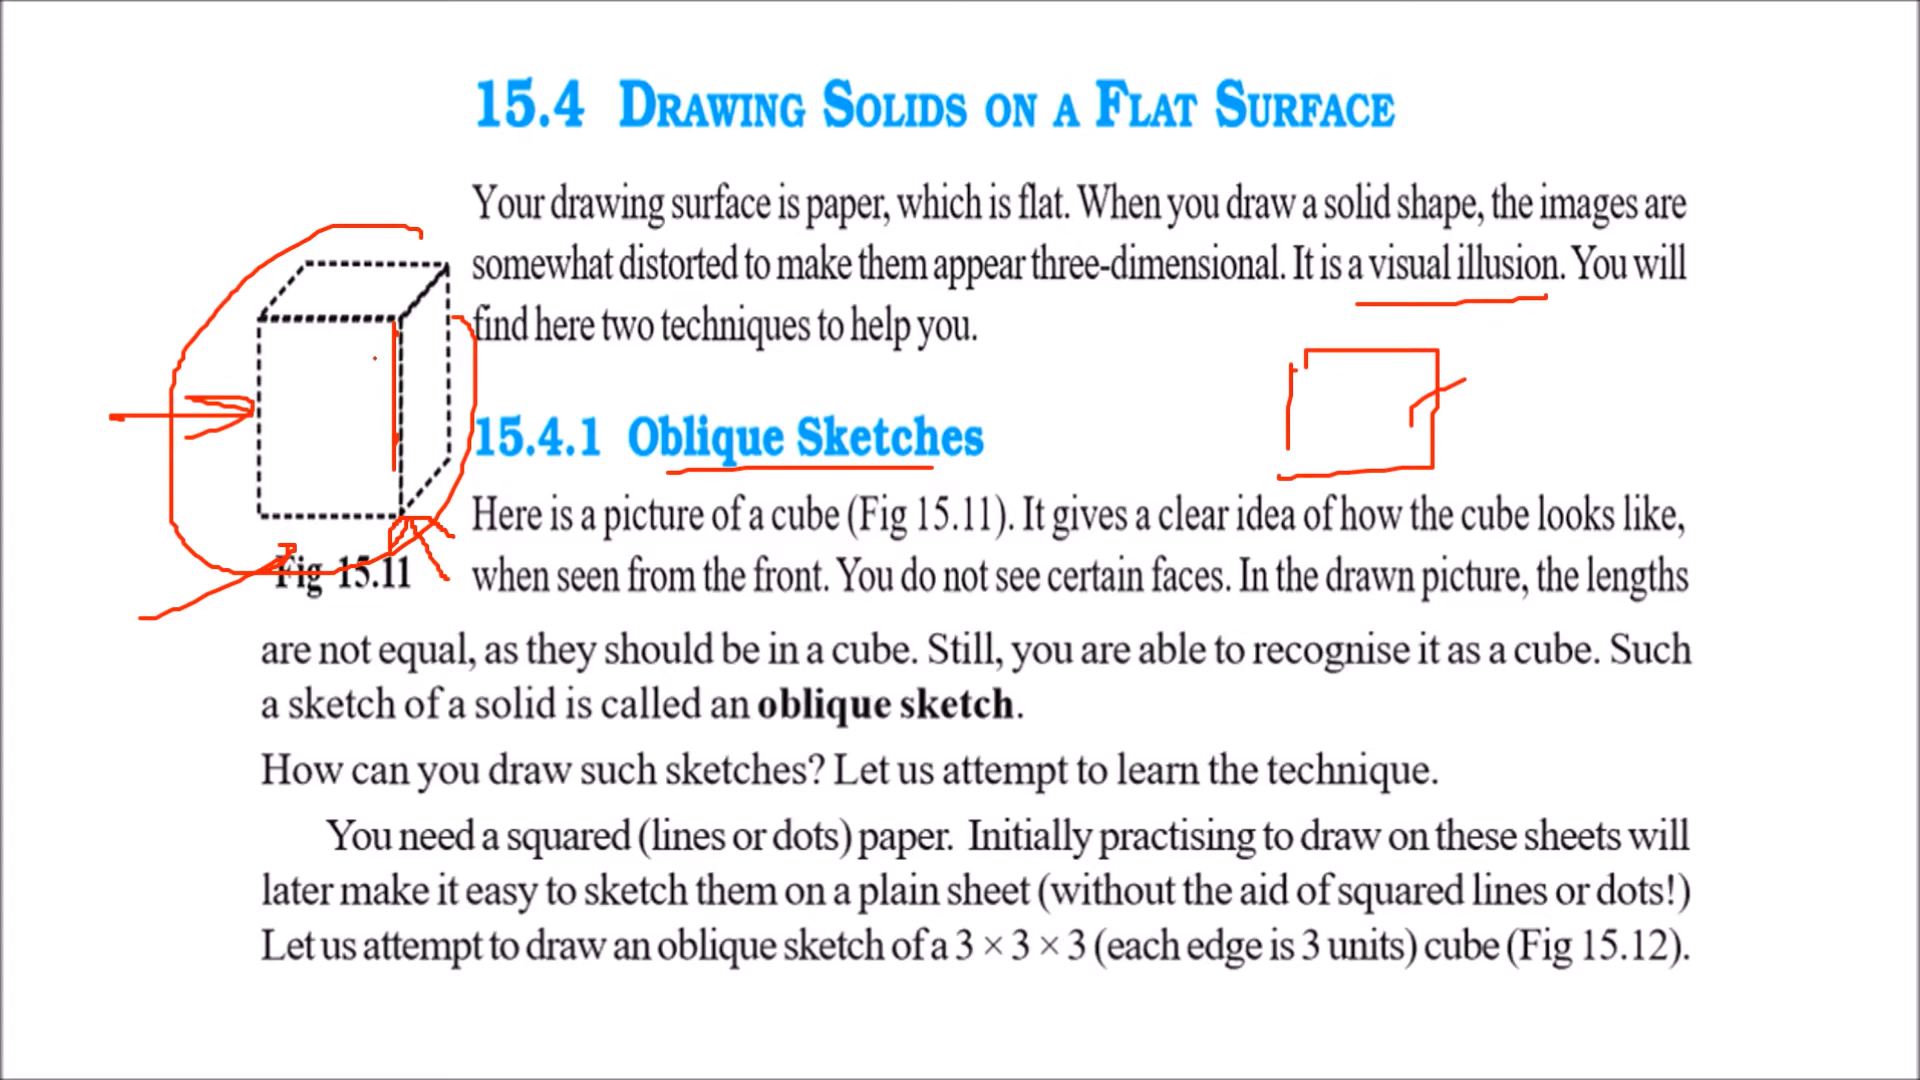 15.4 DRAWING SOLIDS ON A FLAT SURFACE
Your drawing surface is paper, which is flat. When you draw a solid shape, the images are
somewhat distorted to make them appear three-dimensional. It is a visual illusion. You will
find here two techniques to help you.
15.4.1 Oblique Sketches
Here is a picture of a cube (Fig 15.11). It gives a clear idea of how the cube looks like,
when seen from the front. You do not see certain faces. In the drawn picture, the lengths
Fig 15.11
are not equal, as they should be in a cube. Still, you are able to recognise it as a cube. Such
a sketch of a solid is called an oblique sketch.
How can you draw such sketches? Let us attempt to learn the technique.
You need a squared (lines or dots) paper. Initially practising to draw on these sheets will
later make it easy to sketch them on a plain sheet (without the aid of squared lines or dots!)
Let us attempt to draw an oblique sketch of a 3 × 3 × 3 (each edge is 3 units) cube (Fig 15.12).